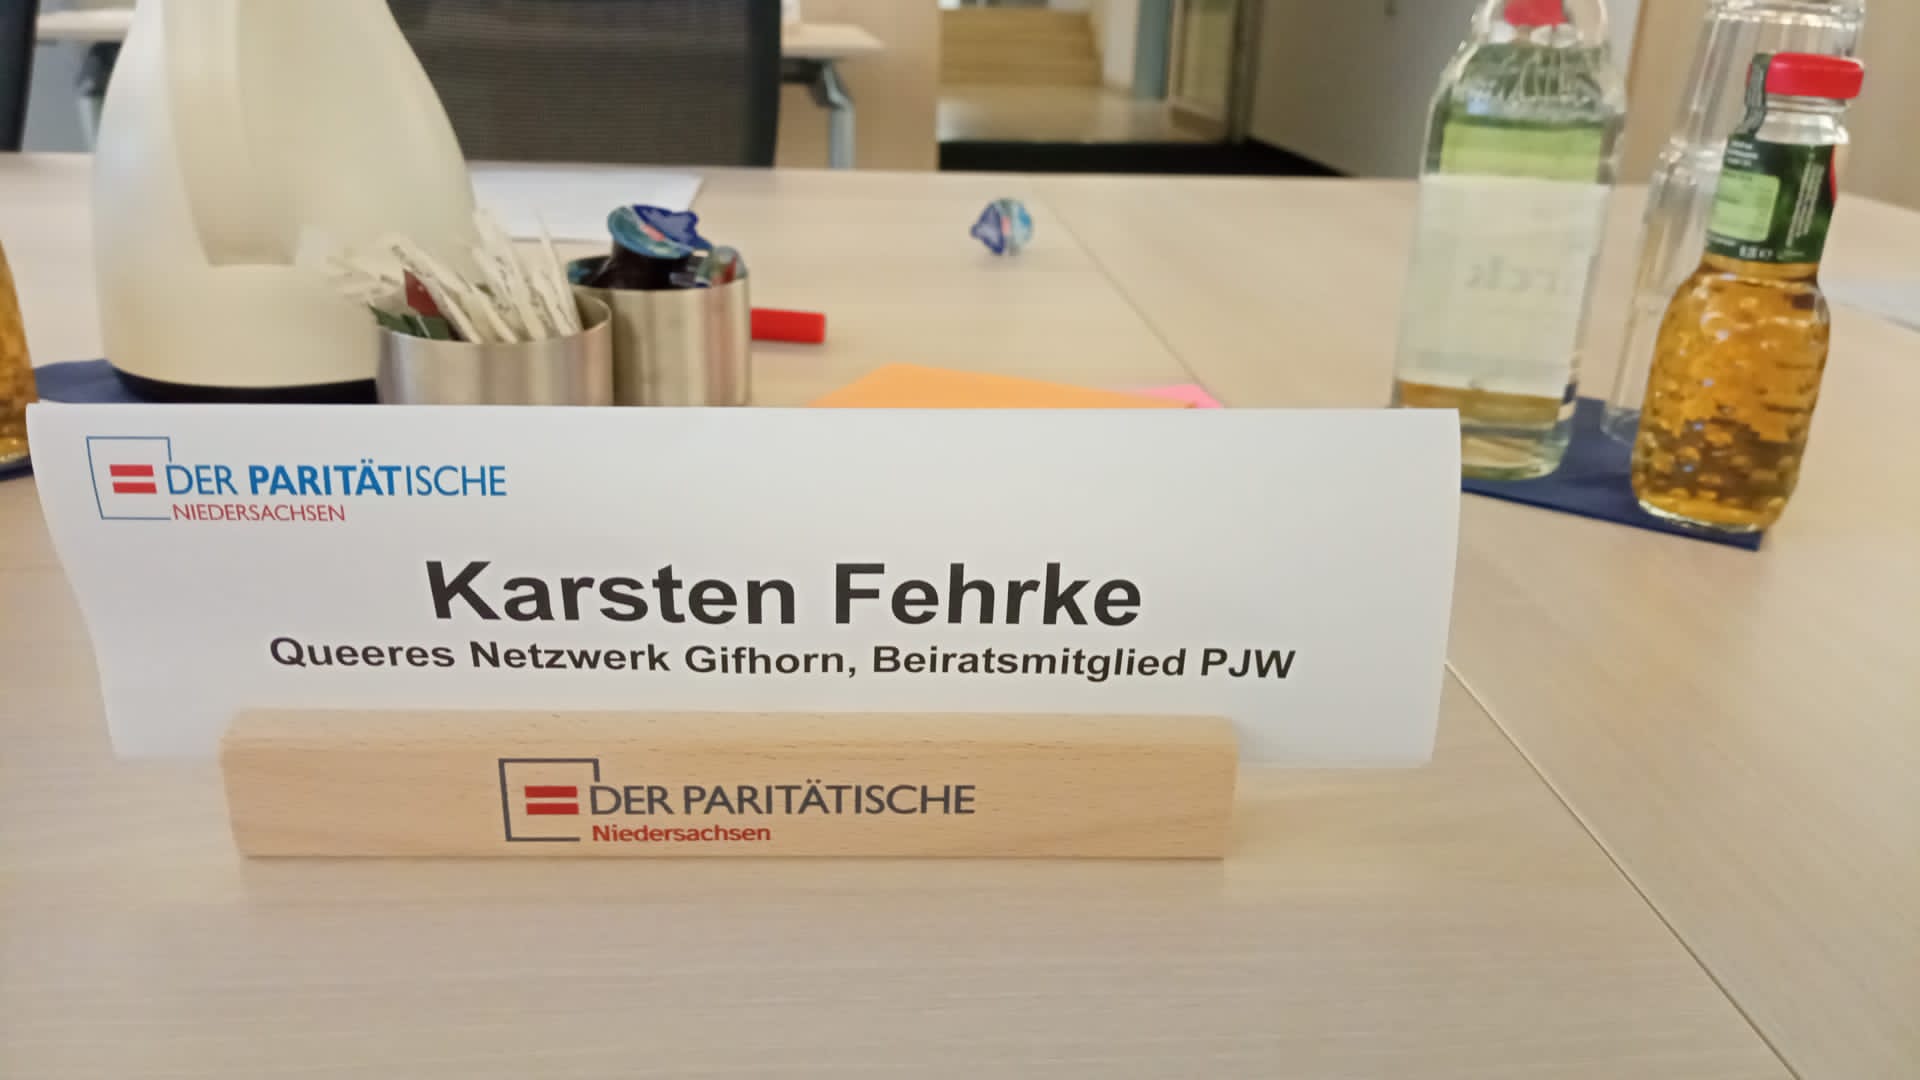 DER PARITÄTISCHE
NIEDERSACHSEN
Karsten Fehrke
Queeres Netzwerk Gifhorn, Beiratsmitglied PJW
DER PARITÄTISCHE
Niedersachsen